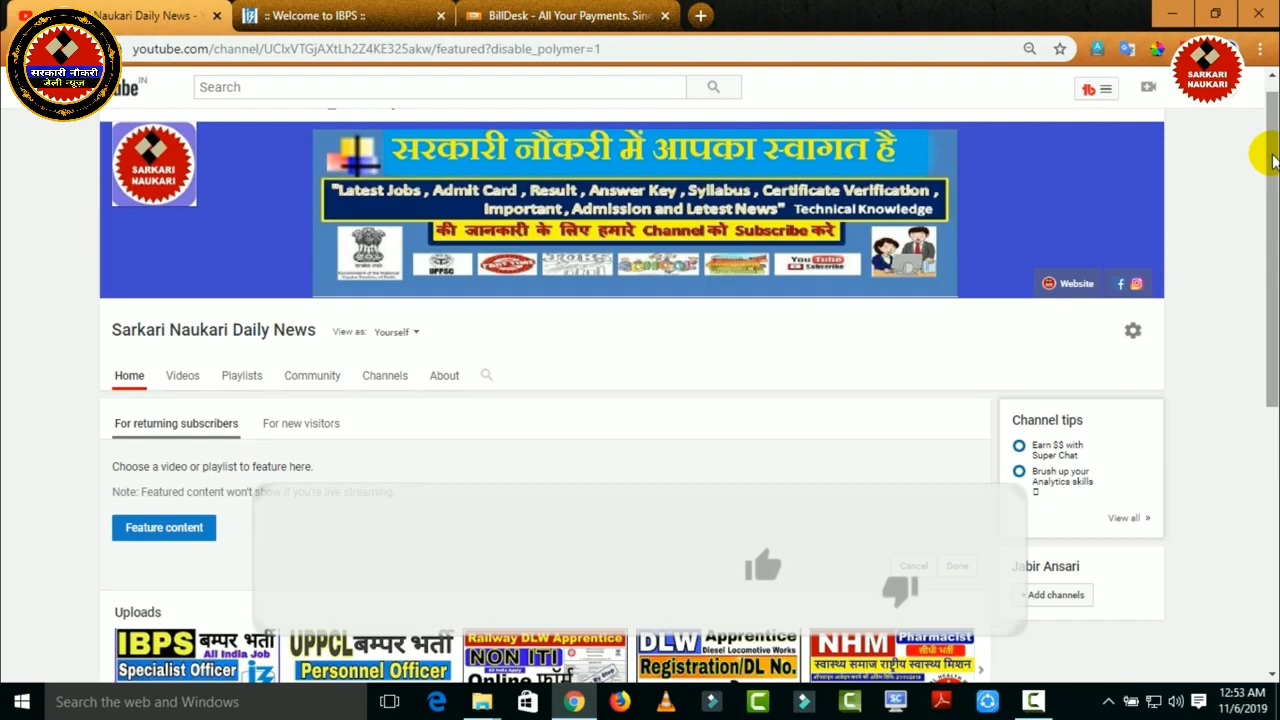 Naukari Daily News - Y
:: Welcome to IBPS ::
BillDesk - All Your Payments. Sin
youtube.com/channel/UCIxVTGjAXtLh2Z4KE325akw/featured?disable_polymer=1
सरकारी नौकरी
डेली न्यूज़
SARKARI
NAUKARI
IN
Search
SARKARI
NAUKARI
सरकारी नौकरी में आपका स्वागत है
"Latest Jobs , Admit Card , Result , Answer Key , Syllabus , Certificate Verification ,
Important , Admission and Letest News" Technical Knowledge
की जानकारी के लिए हमारे Channel को Subscribe करे
UPPSC
You Tube
Subscribe
Website
Sarkari Naukari Daily News
View as: Yourself
Home
Videos
Playlists
Community
Channels
About
For returning subscribers
For new visitors
Choose a video or playlist to feature here.
Note: Featured content won't show if you're live streaming.
Feature content
Cancel
Done
Channel tips
Earn $$ with
Super Chat
Brush up your
Analytics skills
View all »
Jabir Ansari
+ Add channels
Uploads
IBPS बम्पर भर्ती
All India Job
Specialist Officer
UPPCL बम्पर भर्ती
Personnel Officer
Railway DLW Apprentice
NON ITI
Online फॉर्म
DLW Apprentice
Diesel Locomotive Works
Registration/DL No.
NHM Pharmacist
सीधी भर्ती
स्वास्थ समाज राष्ट्रीय स्वास्थ्य मिशन
Search the web and Windows
12:53 AM
11/6/2019